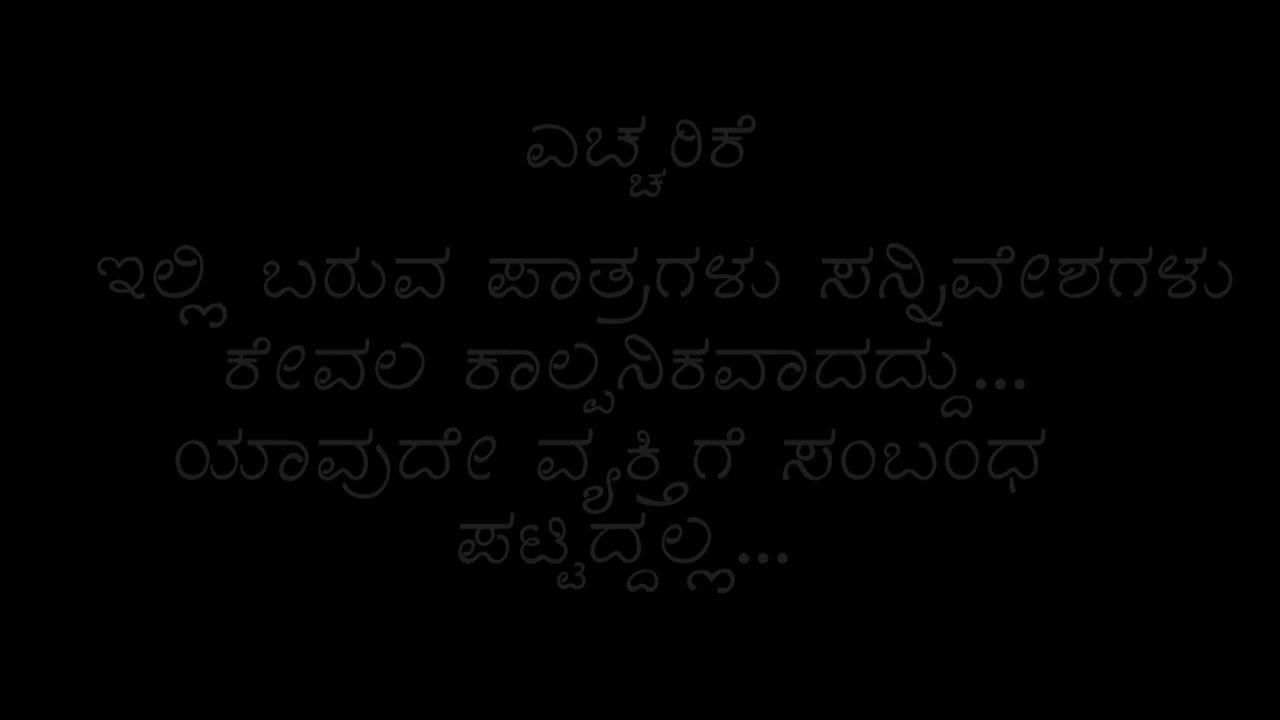 ಎಚ್ಚರಿಕೆ
ಇಲ್ಲಿ ಬರುವ ಪಾತ್ರಗಳು ಸನ್ನಿವೇಶಗಳು
ಕೇವಲ ಕಾಲ್ಪನಿಕವಾದದ್ದು...
ಯಾವುದೇ ವ್ಯಕ್ತಿಗೆ ಸಂಬಂಧ
ಪಟ್ಟಿದ್ದಲ್ಲ...